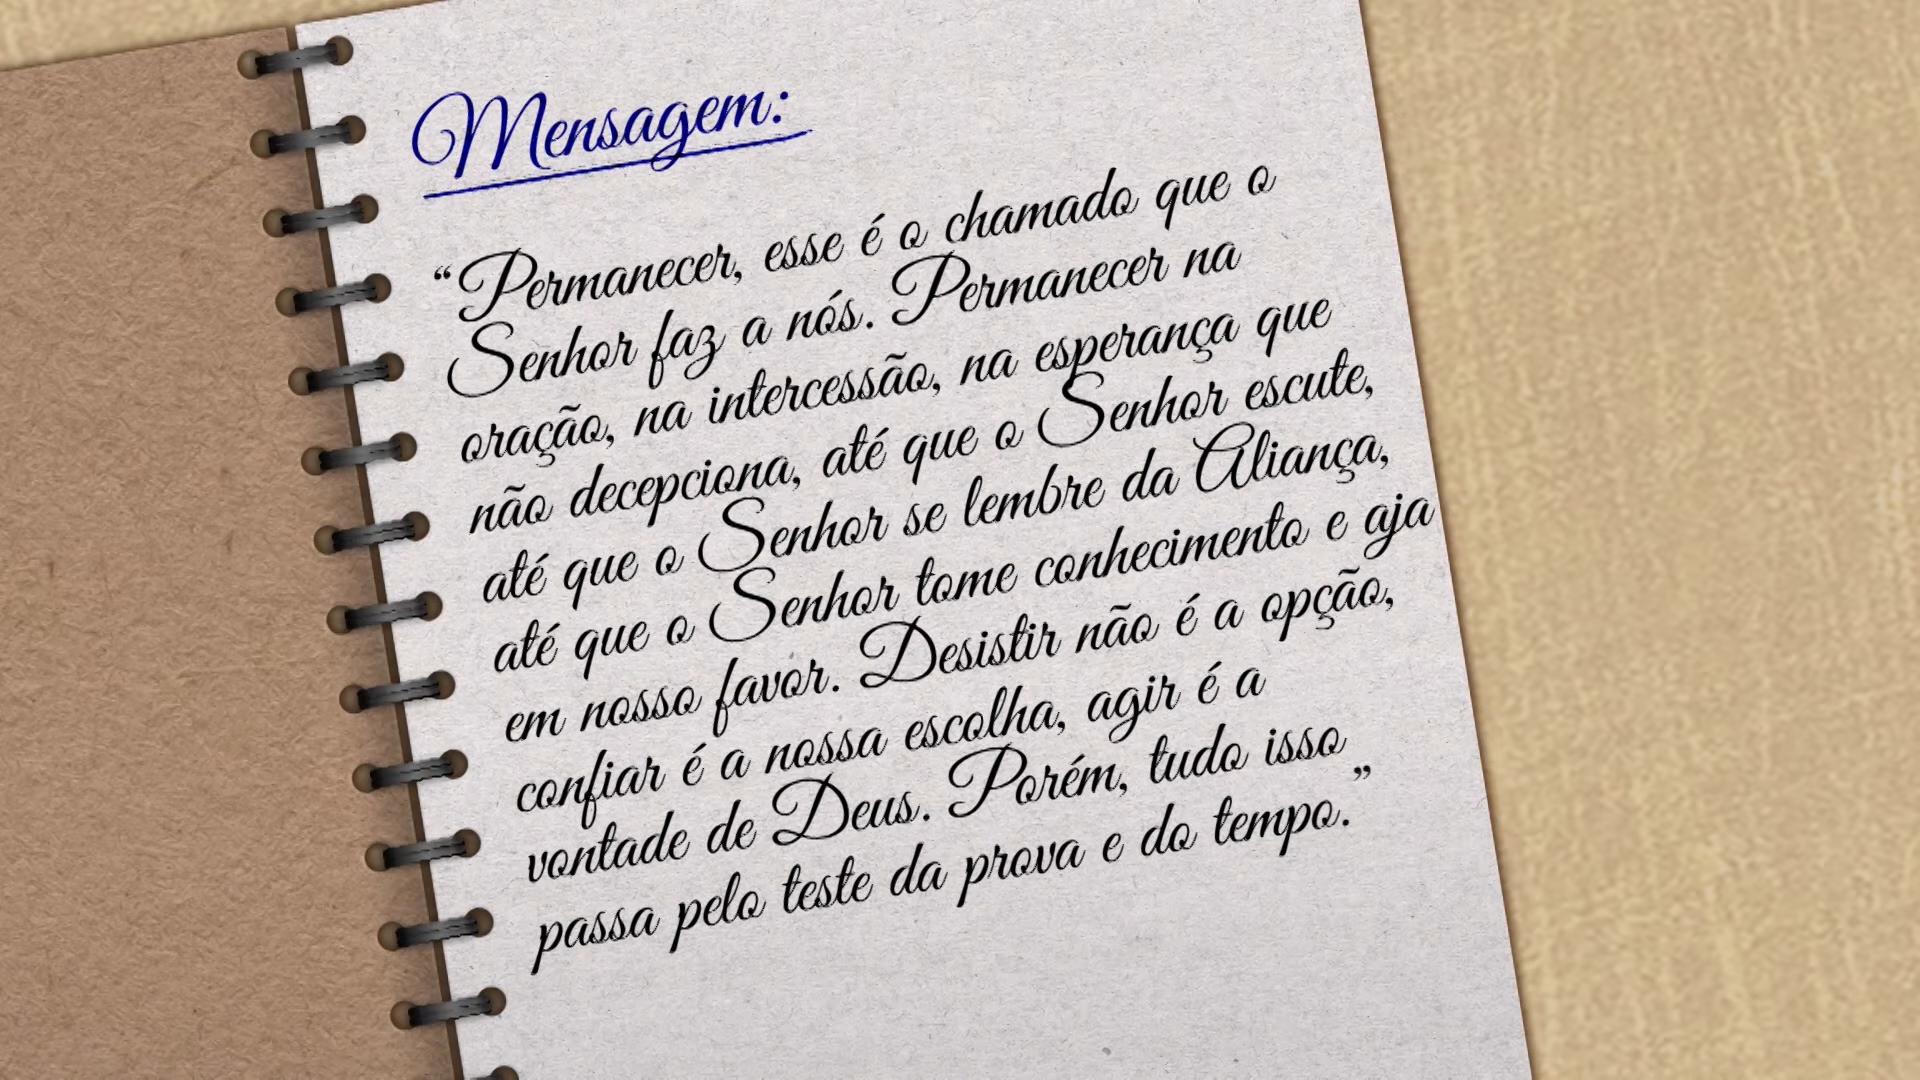 Mensagem:
“Permanecer, esse é o chamado que o
Senhor faz a nós. Permanecer na
oração, na intercessão, na esperança que
não decepciona, até que o Senhor escute,
até que o Senhor se lembre da Aliança,
até que o Senhor tome conhecimento e aja
em nosso favor. Desistir não é a opção,
confiar é a nossa escolha, agir é a
vontade de Deus. Porém, tudo isso
passa pelo teste da prova e do tempo.”